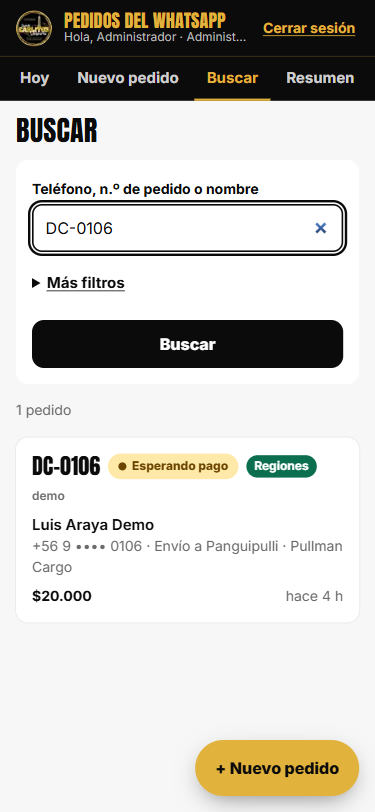 PEDIDOS DEL WHATSAPP
Hola, Administrador · Administ...
Cerrar sesión
Hoy Nuevo pedido Buscar Resumen
BUSCAR
Teléfono, n.º de pedido o nombre
DC-0106
Más filtros
Buscar
1 pedido
DC-0106 Esperando pago Regiones
demo
Luis Araya Demo
+56 9 •••• 0106 · Envío a Panguipulli · Pullman
Cargo
$20.000 hace 4 h
+ Nuevo pedido